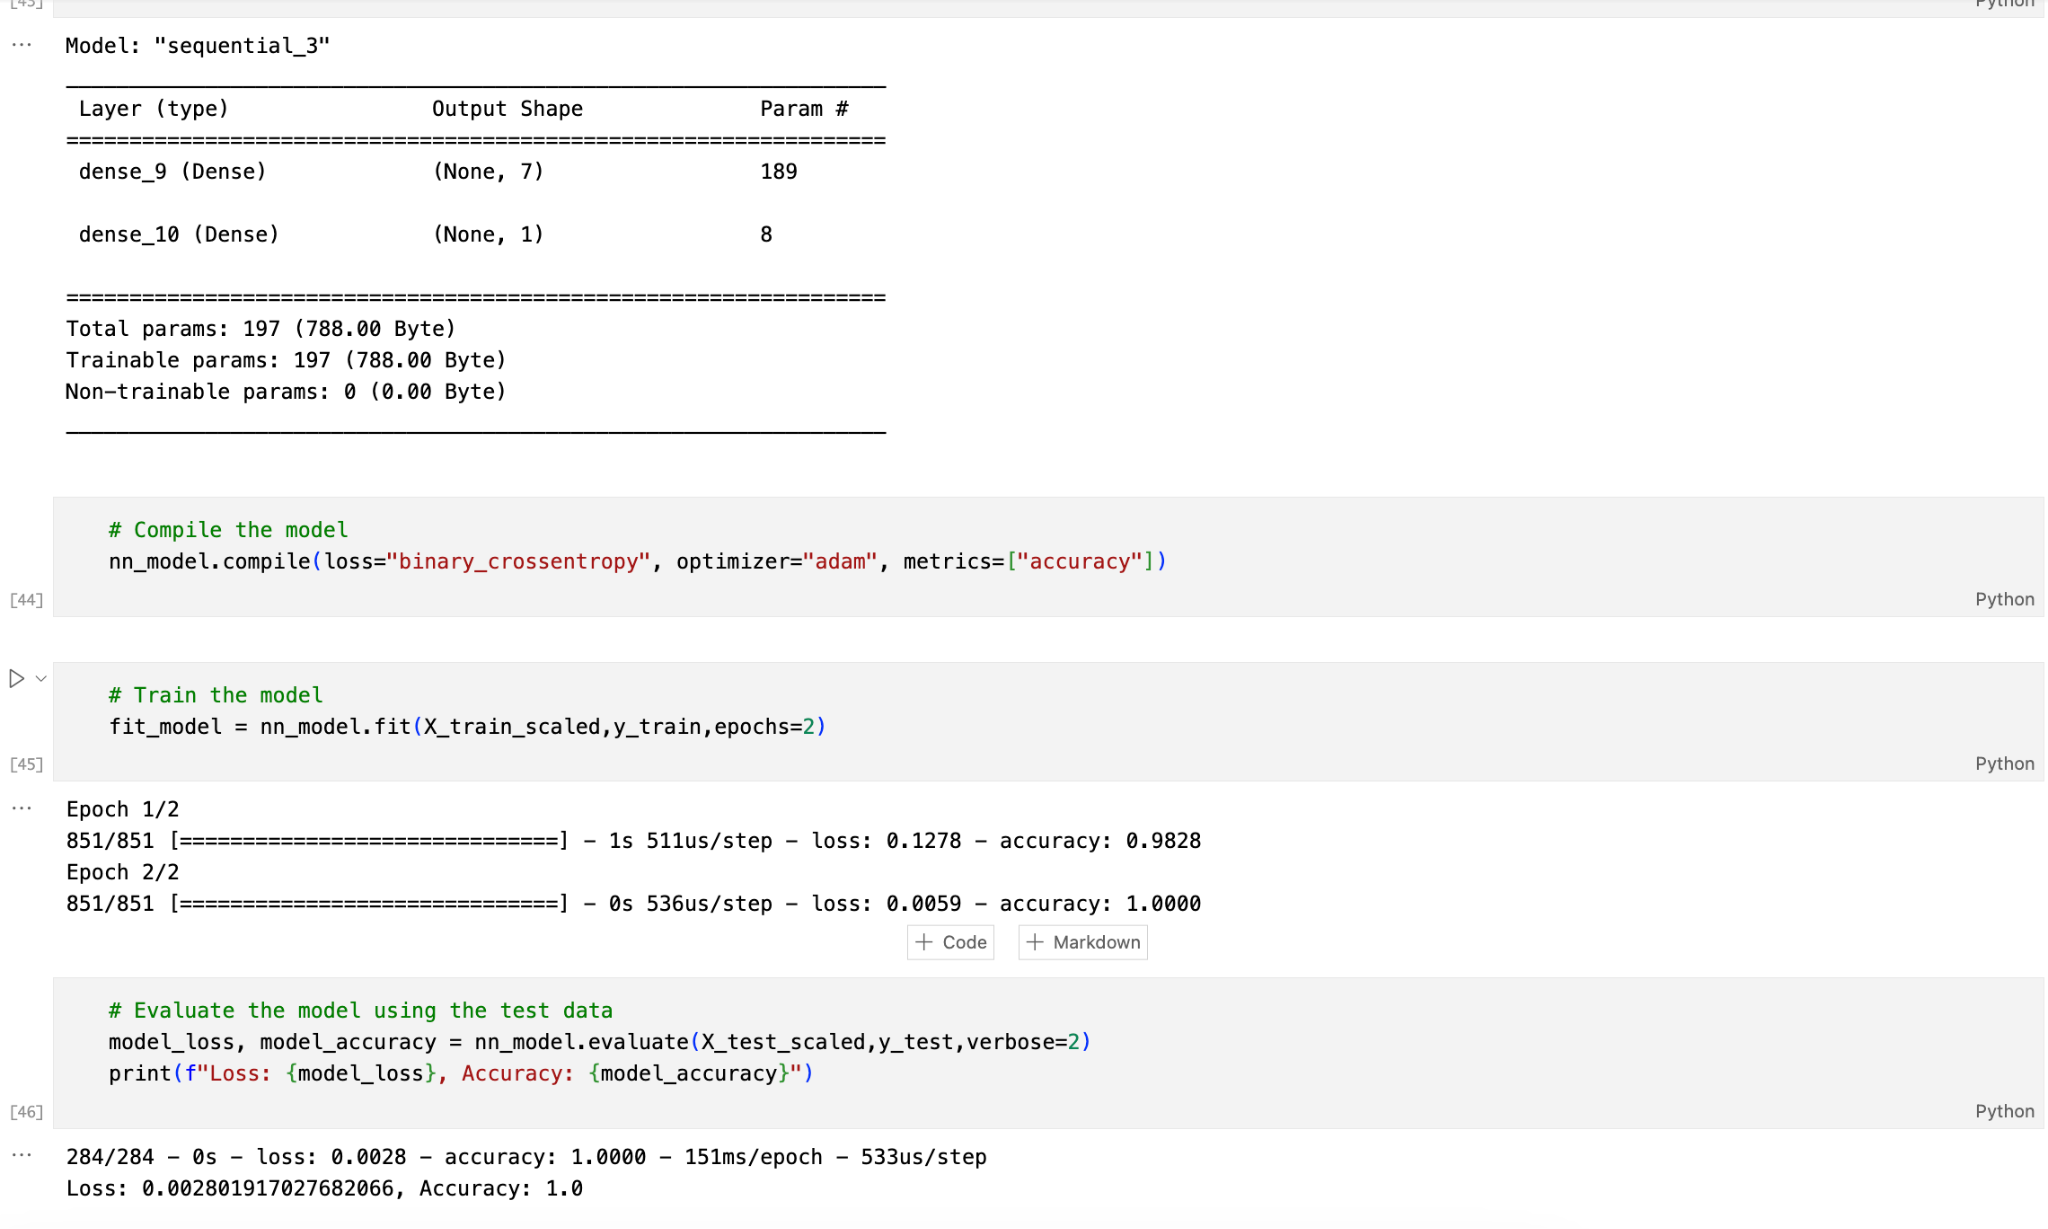 [43]
Python
Model: "sequential_3"
Layer (type) Output Shape Param #
=================================================================
dense_9 (Dense) (None, 7) 189
dense_10 (Dense) (None, 1) 8
=================================================================
Total params: 197 (788.00 Byte)
Trainable params: 197 (788.00 Byte)
Non-trainable params: 0 (0.00 Byte)
# Compile the model
nn_model.compile(loss="binary_crossentropy", optimizer="adam", metrics=["accuracy"])
[44]
Python
# Train the model
fit_model = nn_model.fit(X_train_scaled,y_train,epochs=2)
[45]
Python
Epoch 1/2
851/851 [==============================] - 1s 511us/step - loss: 0.1278 - accuracy: 0.9828
Epoch 2/2
851/851 [==============================] - 0s 536us/step - loss: 0.0059 - accuracy: 1.0000
+ Code + Markdown
# Evaluate the model using the test data
model_loss, model_accuracy = nn_model.evaluate(X_test_scaled,y_test,verbose=2)
print(f"Loss: {model_loss}, Accuracy: {model_accuracy}")
[46]
Python
284/284 - 0s - loss: 0.0028 - accuracy: 1.0000 - 151ms/epoch - 533us/step
Loss: 0.002801917027682066, Accuracy: 1.0